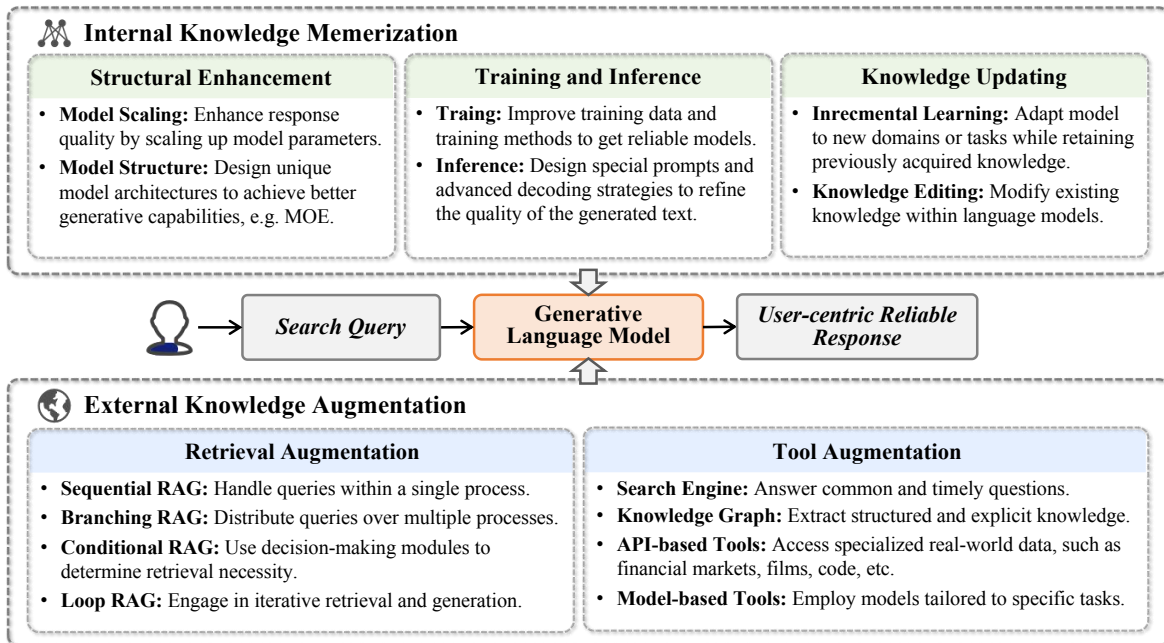 Internal Knowledge Memerization
Structural Enhancement
• Model Scaling: Enhance response
quality by scaling up model parameters.
• Model Structure: Design unique
model architectures to achieve better
generative capabilities, e.g. MOE.
Training and Inference
• Traing: Improve training data and
training methods to get reliable models.
• Inference: Design special prompts and
advanced decoding strategies to refine
the quality of the generated text.
Knowledge Updating
• Inrecmental Learning: Adapt model
to new domains or tasks while retaining
previously acquired knowledge.
• Knowledge Editing: Modify existing
knowledge within language models.
Search Query
Generative
Language Model
User-centric Reliable
Response
External Knowledge Augmentation
Retrieval Augmentation
• Sequential RAG: Handle queries within a single process.
• Branching RAG: Distribute queries over multiple processes.
• Conditional RAG: Use decision-making modules to
determine retrieval necessity.
• Loop RAG: Engage in iterative retrieval and generation.
Tool Augmentation
• Search Engine: Answer common and timely questions.
• Knowledge Graph: Extract structured and explicit knowledge.
• API-based Tools: Access specialized real-world data, such as
financial markets, films, code, etc.
• Model-based Tools: Employ models tailored to specific tasks.